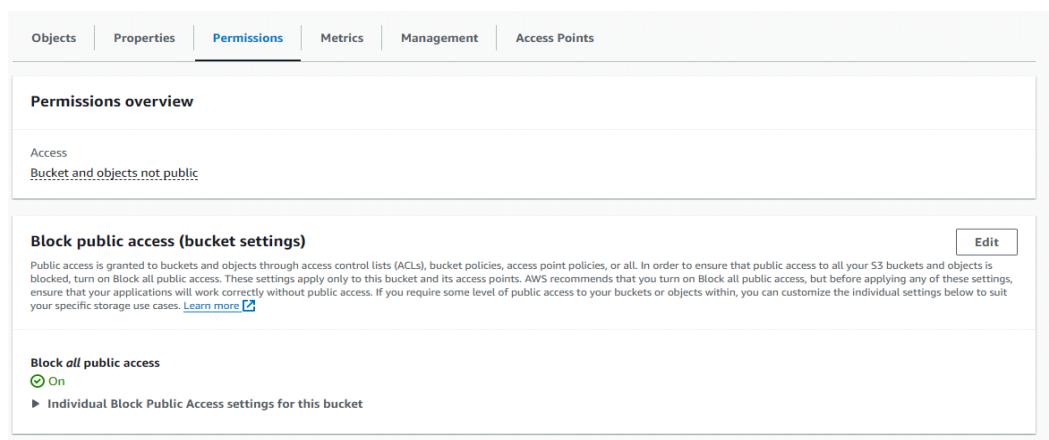 Objects Properties Permissions Metrics Management Access Points
Permissions overview
Access
Bucket and objects not public
Block public access (bucket settings)
Edit
Public access is granted to buckets and objects through access control lists (ACLs), bucket policies, access point policies, or all. In order to ensure that public access to all your S3 buckets and objects is
blocked, turn on Block all public access. These settings apply only to this bucket and its access points. AWS recommends that you turn on Block all public access, but before applying any of these settings,
ensure that your applications will work correctly without public access. If you require some level of public access to your buckets or objects within, you can customize the individual settings below to suit
your specific storage use cases. Learn more
Block all public access
On
Individual Block Public Access settings for this bucket